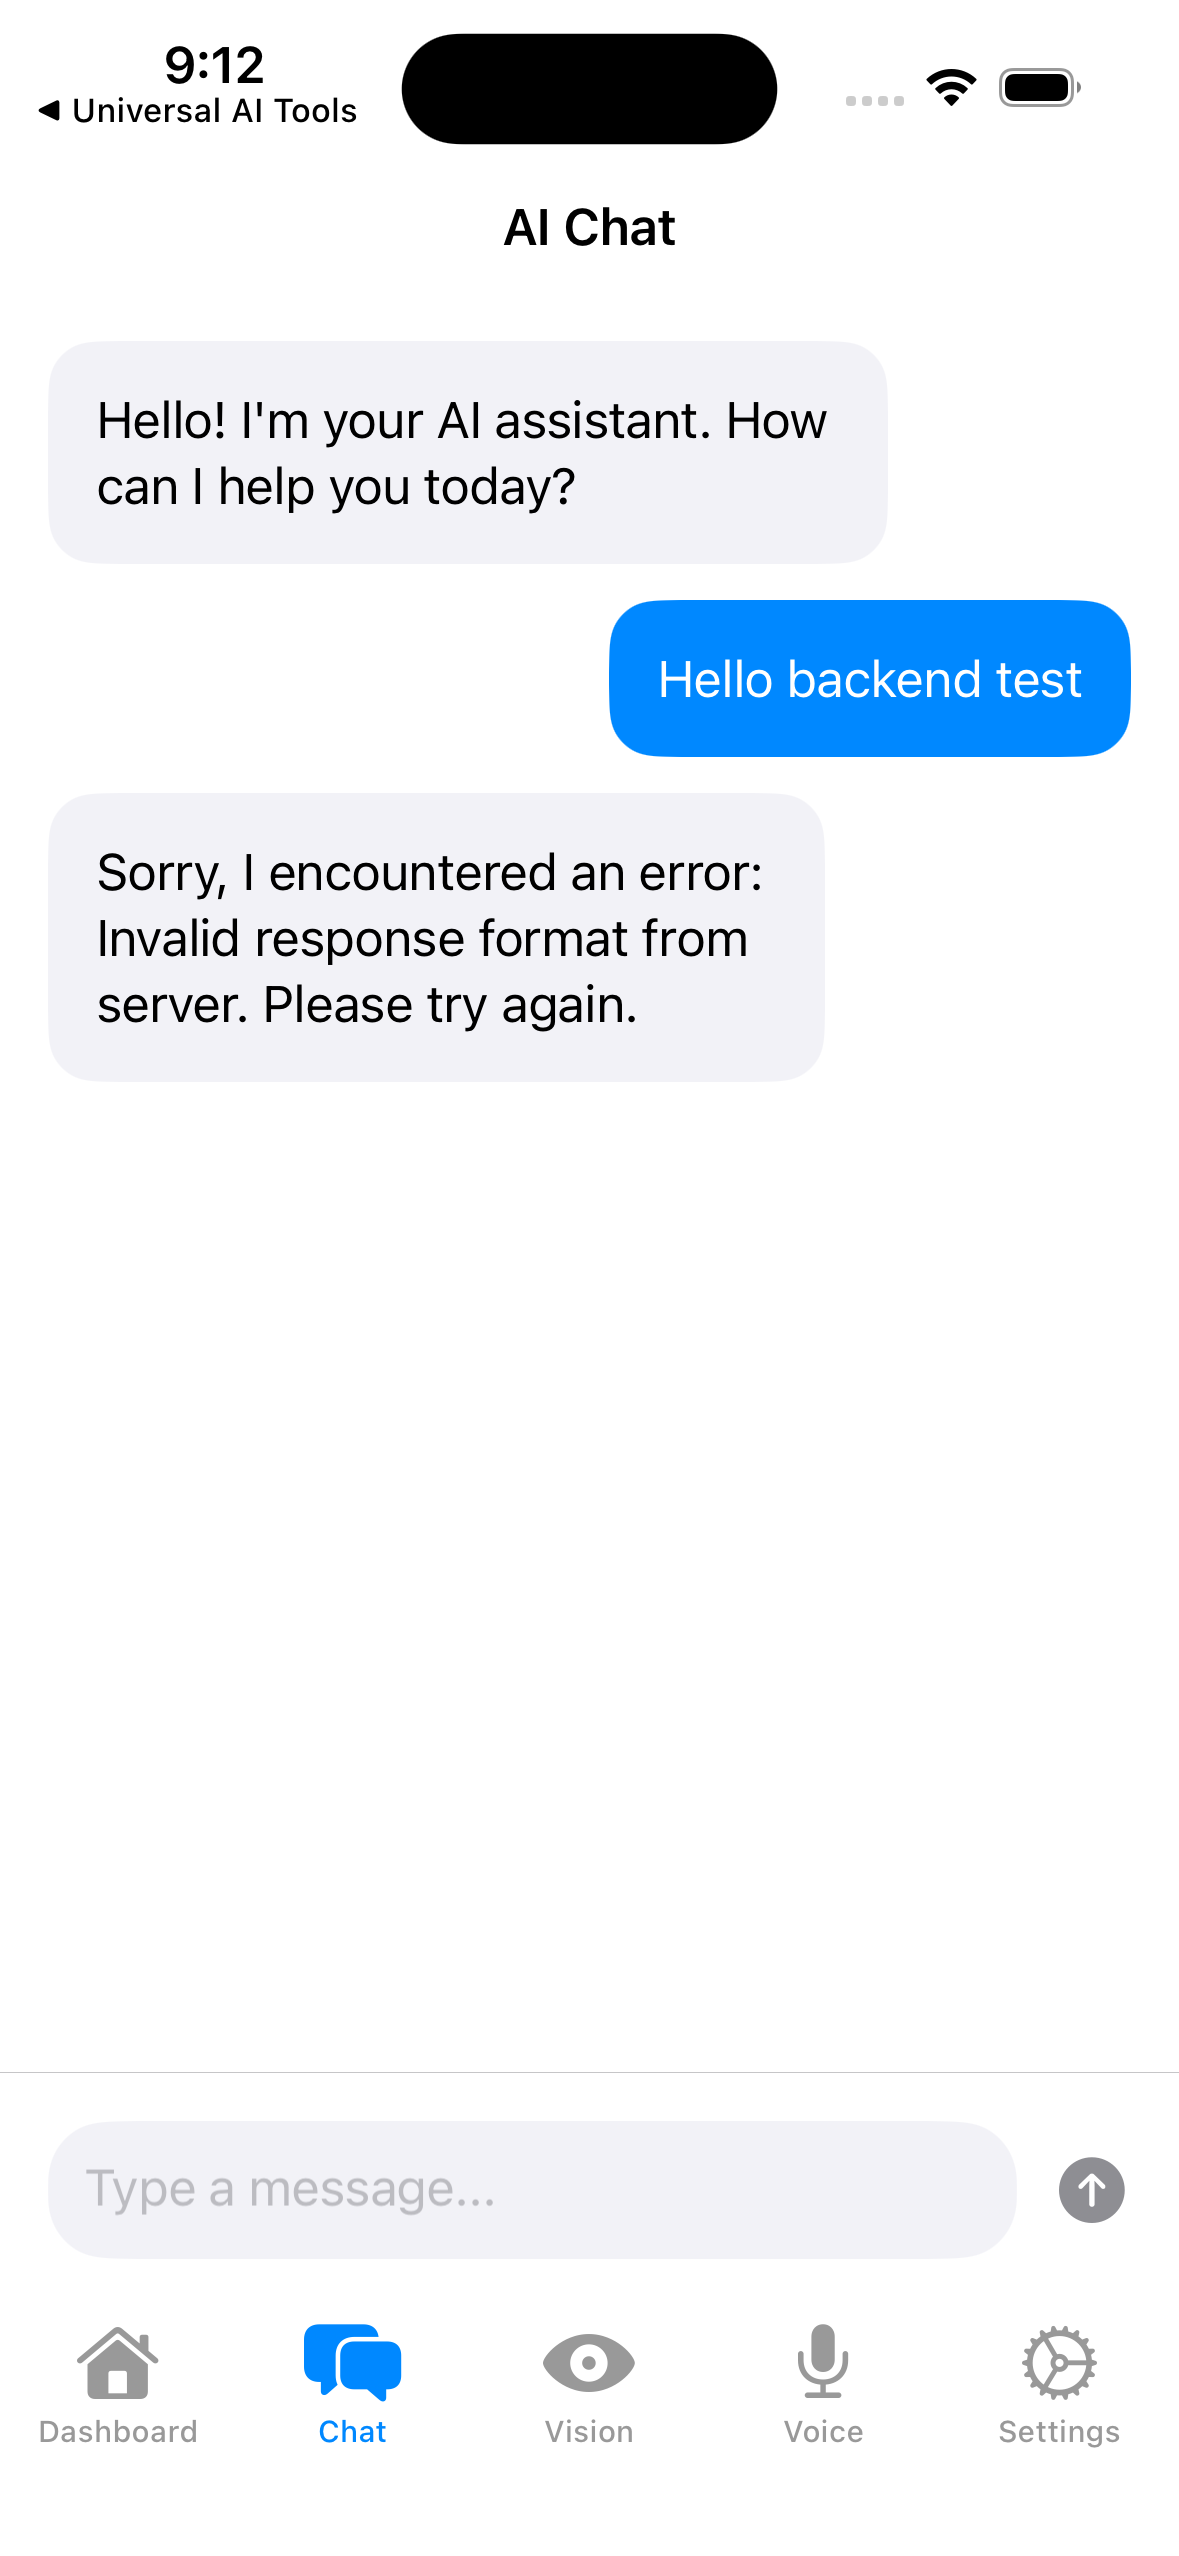 9:12
◀ Universal AI Tools
AI Chat
Hello! I'm your AI assistant. How
can I help you today?
Hello backend test
Sorry, I encountered an error:
Invalid response format from
server. Please try again.
Type a message...
Dashboard
Chat
Vision
Voice
Settings